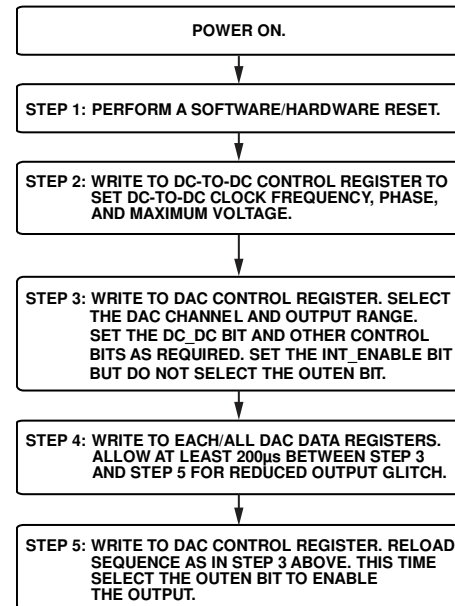 POWER ON.
STEP 1: PERFORM A SOFTWARE/HARDWARE RESET.
STEP 2: WRITE TO DC-TO-DC CONTROL REGISTER TO
SET DC-TO-DC CLOCK FREQUENCY, PHASE,
AND MAXIMUM VOLTAGE.
STEP 3: WRITE TO DAC CONTROL REGISTER. SELECT
THE DAC CHANNEL AND OUTPUT RANGE.
SET THE DC_DC BIT AND OTHER CONTROL
BITS AS REQUIRED. SET THE INT_ENABLE BIT
BUT DO NOT SELECT THE OUTEN BIT.
STEP 4: WRITE TO EACH/ALL DAC DATA REGISTERS.
ALLOW AT LEAST 200µs BETWEEN STEP 3
AND STEP 5 FOR REDUCED OUTPUT GLITCH.
STEP 5: WRITE TO DAC CONTROL REGISTER. RELOAD
SEQUENCE AS IN STEP 3 ABOVE. THIS TIME
SELECT THE OUTEN BIT TO ENABLE
THE OUTPUT.